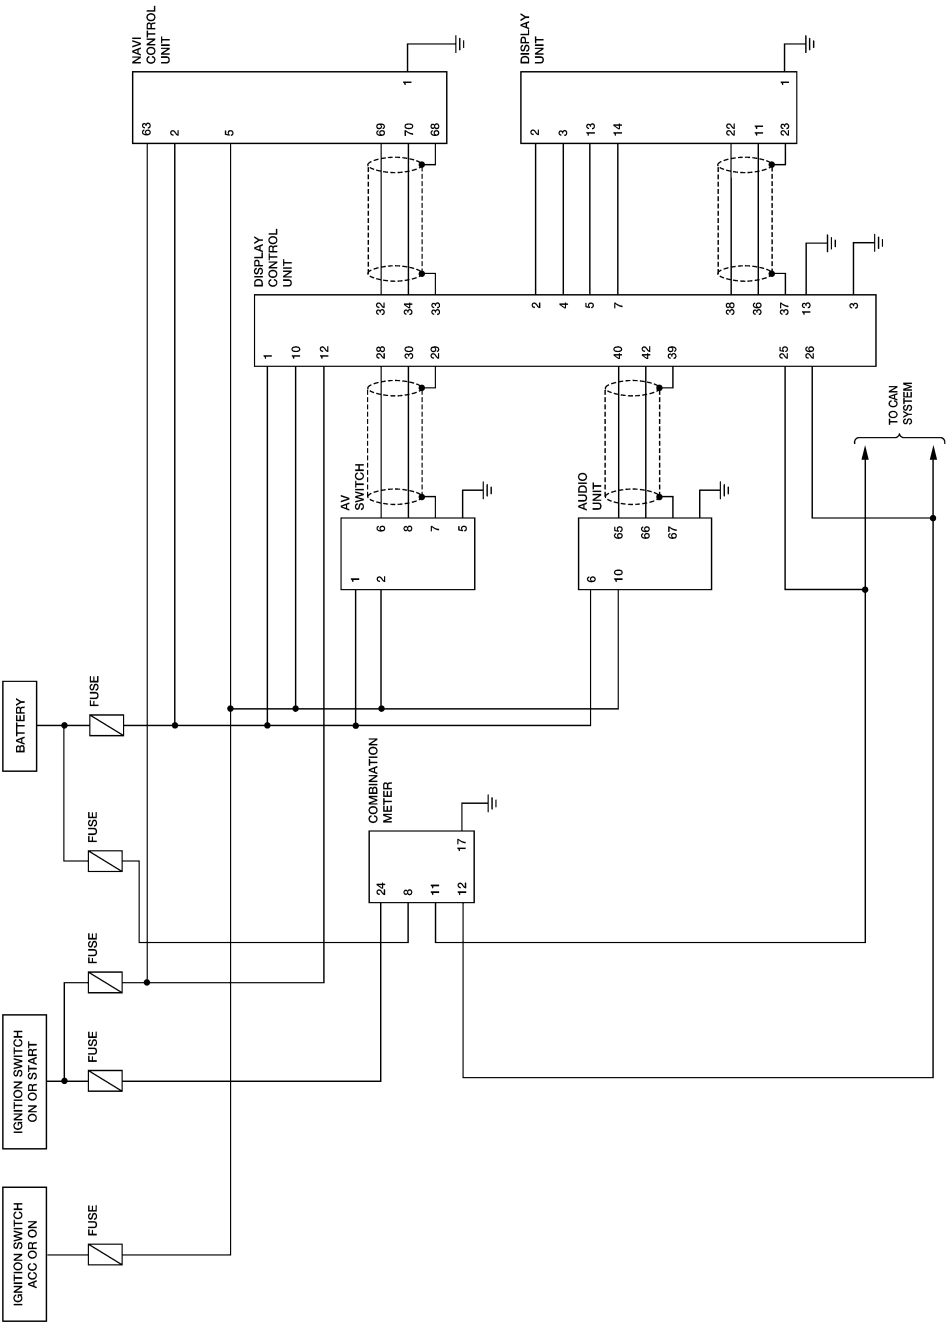 NAVI
CONTROL
UNIT
1
63
2
5
69
70
68
DISPLAY
UNIT
1
2
3
13
14
22
11
23
DISPLAY
CONTROL
UNIT
32
34
33
2
4
5
7
38
36
37
13
3
1
10
12
28
30
29
40
42
39
25
26
AV
SWITCH
6
8
7
5
1
2
AUDIO
UNIT
65
66
67
6
10
TO CAN
SYSTEM
BATTERY
FUSE
FUSE
COMBINATION
METER
17
24
8
11
12
FUSE
IGNITION SWITCH
ON OR START
FUSE
IGNITION SWITCH
ACC OR ON
FUSE